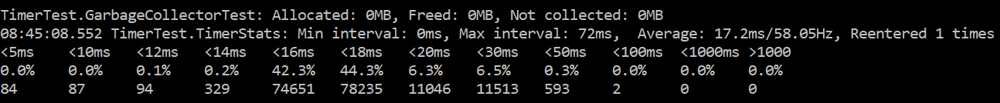 TimerTest.GarbageCollectorTest: Allocated: 0MB, Freed: 0MB, Not collected: 0MB
08:45:08.552 TimerTest.TimerStats: Min interval: 0ms, Max interval: 72ms,  Average: 17.2ms/58.05Hz, Reentered 1 times
<5ms <10ms <12ms <14ms <16ms <18ms <20ms <30ms <50ms <100ms <1000ms >1000
0.0% 0.0% 0.1% 0.2% 42.3% 44.3% 6.3% 6.5% 0.3% 0.0% 0.0% 0.0%
84 87 94 329 74651 78235 11046 11513 593 2 0 0